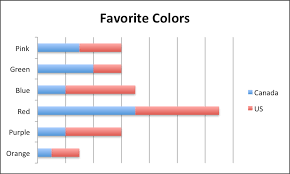 Favorite Colors
Pink
Green
Blue
Red
Purple
Orange
Canada
US